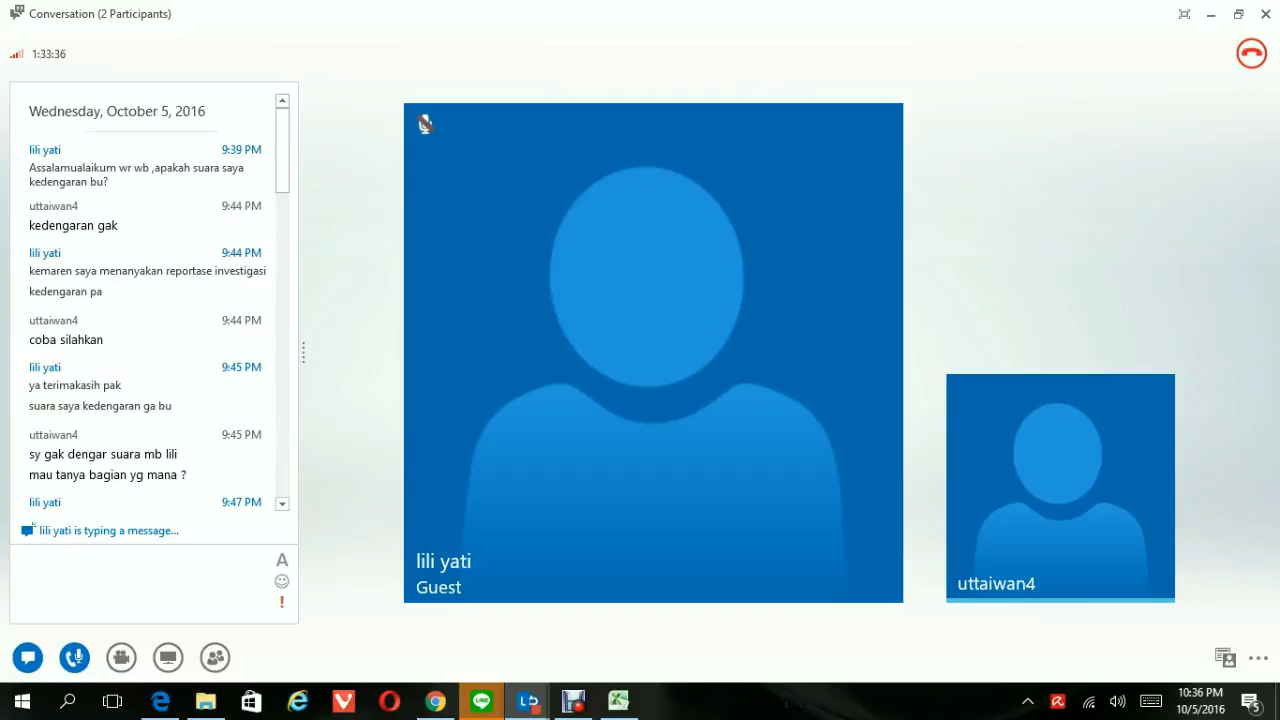 Conversation (2 Participants)
1:33:36
Wednesday, October 5, 2016
lili yati 9:39 PM
Assalamualaikum wr wb ,apakah suara saya
kedengaran bu?
uttaiwan4 9:44 PM
kedengaran gak
lili yati 9:44 PM
kemaren saya menanyakan reportase investigasi
kedengaran pa
uttaiwan4 9:44 PM
coba silahkan
lili yati 9:45 PM
ya terimakasih pak
suara saya kedengaran ga bu
uttaiwan4 9:45 PM
sy gak dengar suara mb lili
mau tanya bagian yg mana ?
lili yati 9:47 PM
lili yati is typing a message...
A
!
lili yati
Guest
uttaiwan4
LINE
10:36 PM
10/5/2016
5